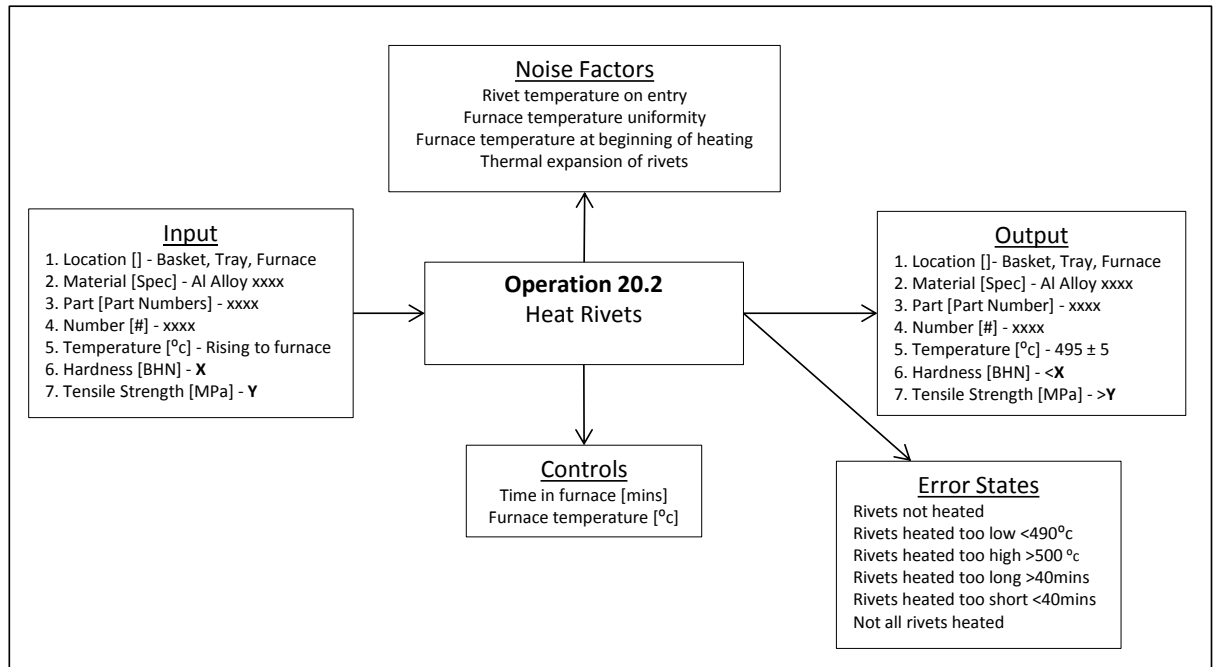 Noise Factors
Rivet temperature on entry
Furnace temperature uniformity
Furnace temperature at beginning of heating
Thermal expansion of rivets
Input
1. Location [] - Basket, Tray, Furnace
2. Material [Spec] - Al Alloy xxxx
3. Part [Part Numbers] - xxxx
4. Number [#] - xxxx
5. Temperature [⁰c] - Rising to furnace
6. Hardness [BHN] - X
7. Tensile Strength [MPa] - Y
Operation 20.2
Heat Rivets
Output
1. Location []- Basket, Tray, Furnace
2. Material [Spec] - Al Alloy xxxx
3. Part [Part Number] - xxxx
4. Number [#] - xxxx
5. Temperature [⁰c] - 495 ± 5
6. Hardness [BHN] - <X
7. Tensile Strength [MPa] - >Y
Controls
Time in furnace [mins]
Furnace temperature [⁰c]
Error States
Rivets not heated
Rivets heated too low <490⁰c
Rivets heated too high >500 ⁰c
Rivets heated too long >40mins
Rivets heated too short <40mins
Not all rivets heated